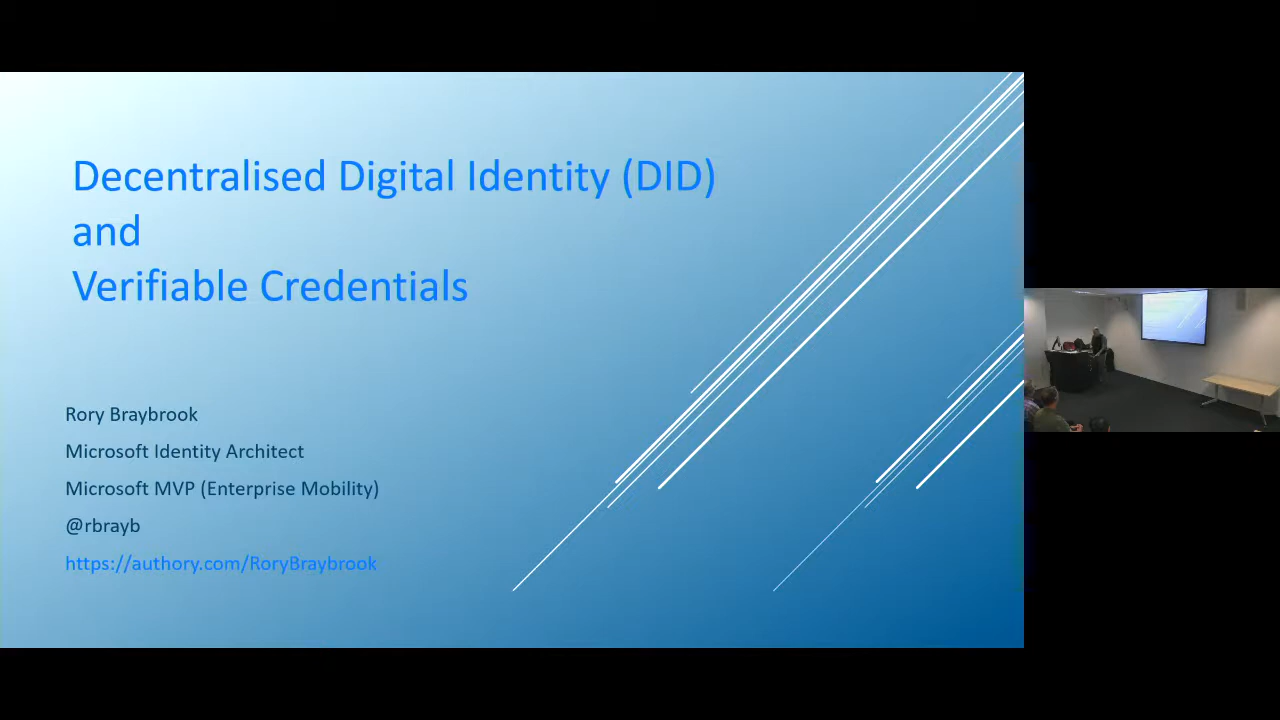 Decentralised Digital Identity (DID)
and
Verifiable Credentials
Rory Braybrook
Microsoft Identity Architect
Microsoft MVP (Enterprise Mobility)
@rbrayb
https://authory.com/RoryBraybrook